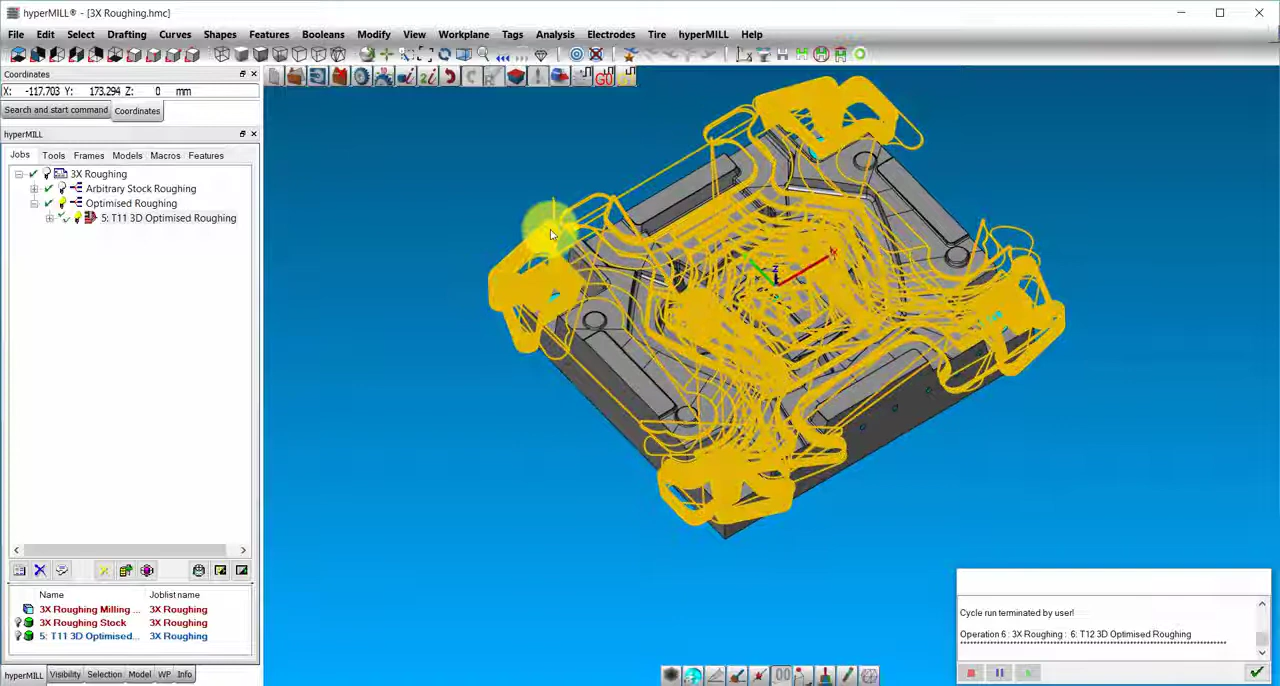 hyperMILL® - [3X Roughing.hmc]
File Edit Select Drafting Curves Shapes Features Booleans Modify View Workplane Tags Analysis Electrodes Tire hyperMILL Help
Coordinates
X: -117.703 Y: 173.294 Z: 0 mm
Search and start command Coordinates
hyperMILL
Jobs Tools Frames Models Macros Features
3X Roughing
Arbitrary Stock Roughing
Optimised Roughing
5: T11 3D Optimised Roughing
Name Joblist name
3X Roughing Milling ... 3X Roughing
3X Roughing Stock 3X Roughing
5: T11 3D Optimised... 3X Roughing
hyperMILL Visibility Selection Model WP Info
Cycle run terminated by user!
Operation 6 : 3X Roughing : 6: T12 3D Optimised Roughing